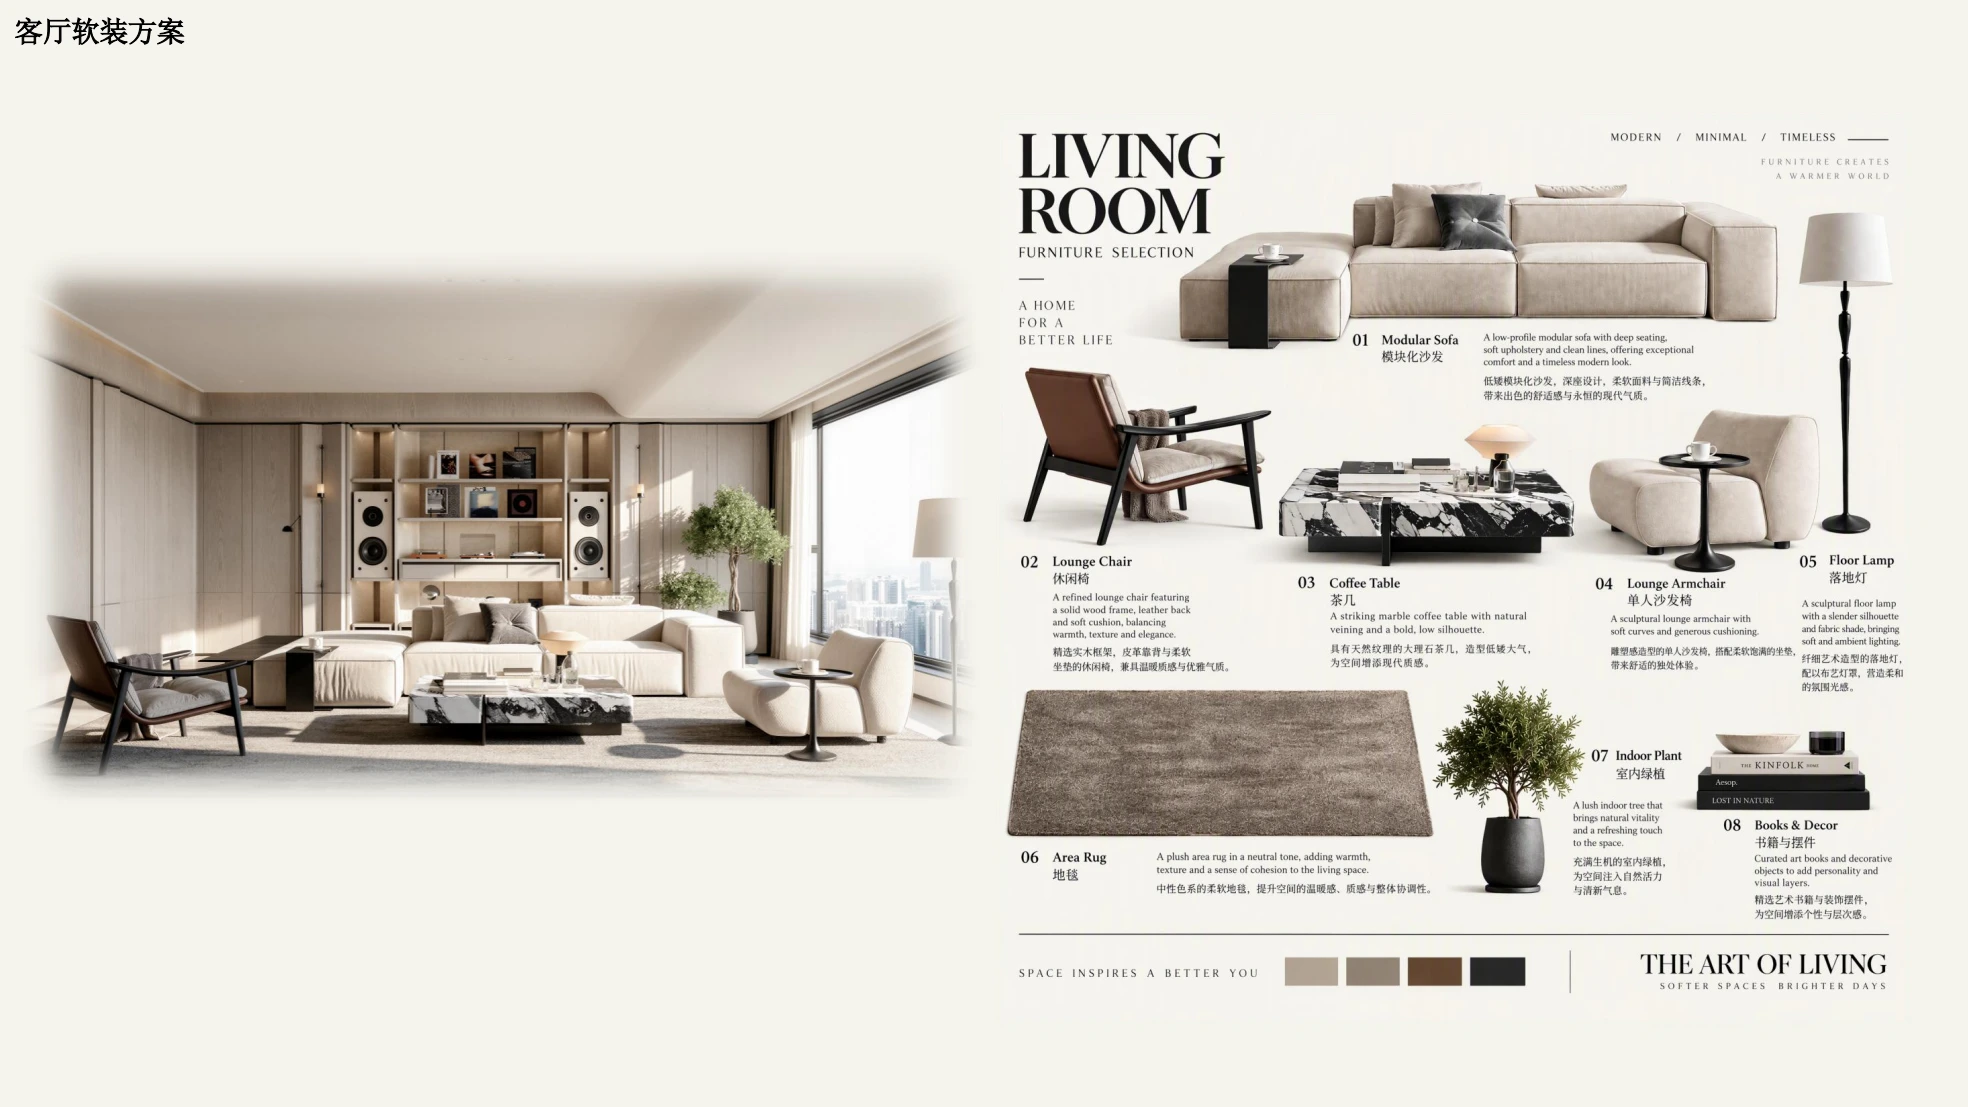 客厅软装方案
LIVING
ROOM
FURNITURE SELECTION
A HOME
FOR A
BETTER LIFE
MODERN / MINIMAL / TIMELESS
FURNITURE CREATES
A WARMER WORLD
01 Modular Sofa
模块化沙发
A low-profile modular sofa with deep seating,
soft upholstery and clean lines, offering exceptional
comfort and a timeless modern look.
低矮模块化沙发，深座设计，柔软面料与简洁线条，
带来出色的舒适感与永恒的现代气质。
02 Lounge Chair
休闲椅
A refined lounge chair featuring
a solid wood frame, leather back
and soft cushion, balancing
warmth, texture and elegance.
精选实木框架，皮革靠背与柔软
坐垫的休闲椅，兼具温暖质感与优雅气质。
03 Coffee Table
茶几
A striking marble coffee table with natural
veining and a bold, low silhouette.
具有天然纹理的大理石茶几，造型低矮大气，
为空间增添现代质感。
04 Lounge Armchair
单人沙发椅
A sculptural lounge armchair with
soft curves and generous cushioning.
雕塑感造型的单人沙发椅，搭配柔软饱满的坐垫，
带来舒适的独处体验。
05 Floor Lamp
落地灯
A sculptural floor lamp
with a slender silhouette
and fabric shade, bringing
soft and ambient lighting.
纤细艺术造型的落地灯，
配以布艺灯罩，营造柔和
的氛围光感。
06 Area Rug
地毯
A plush area rug in a neutral tone, adding warmth,
texture and a sense of cohesion to the living space.
中性色系的柔软地毯，提升空间的温暖感、质感与整体协调性。
07 Indoor Plant
室内绿植
A lush indoor tree that
brings natural vitality
and a refreshing touch
to the space.
充满生机的室内绿植，
为空间注入自然活力
与清新气息。
THE KINFOLK HOME
Aesop.
LOST IN NATURE
08 Books & Decor
书籍与摆件
Curated art books and decorative
objects to add personality and
visual layers.
精选艺术书籍与装饰摆件，
为空间增添个性与层次感。
SPACE INSPIRES A BETTER YOU
THE ART OF LIVING
SOFTER SPACES BRIGHTER DAYS